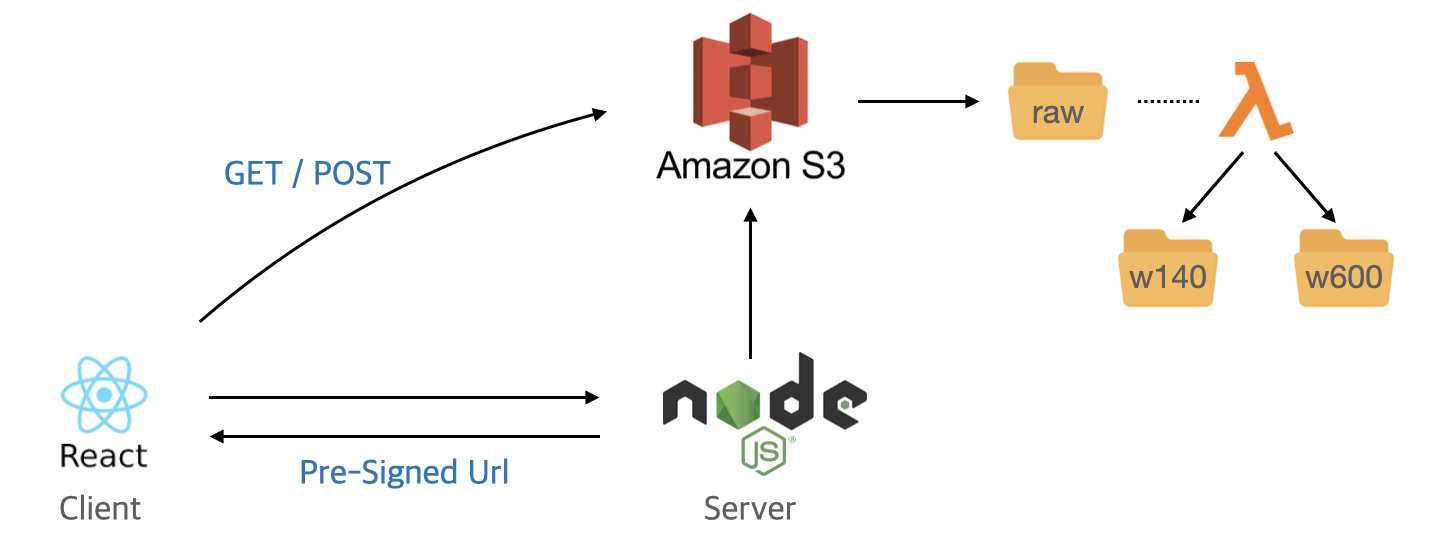 Amazon S3
raw
GET / POST
w140
w600
node
JS
®
React
Pre-Signed Url
Client
Server